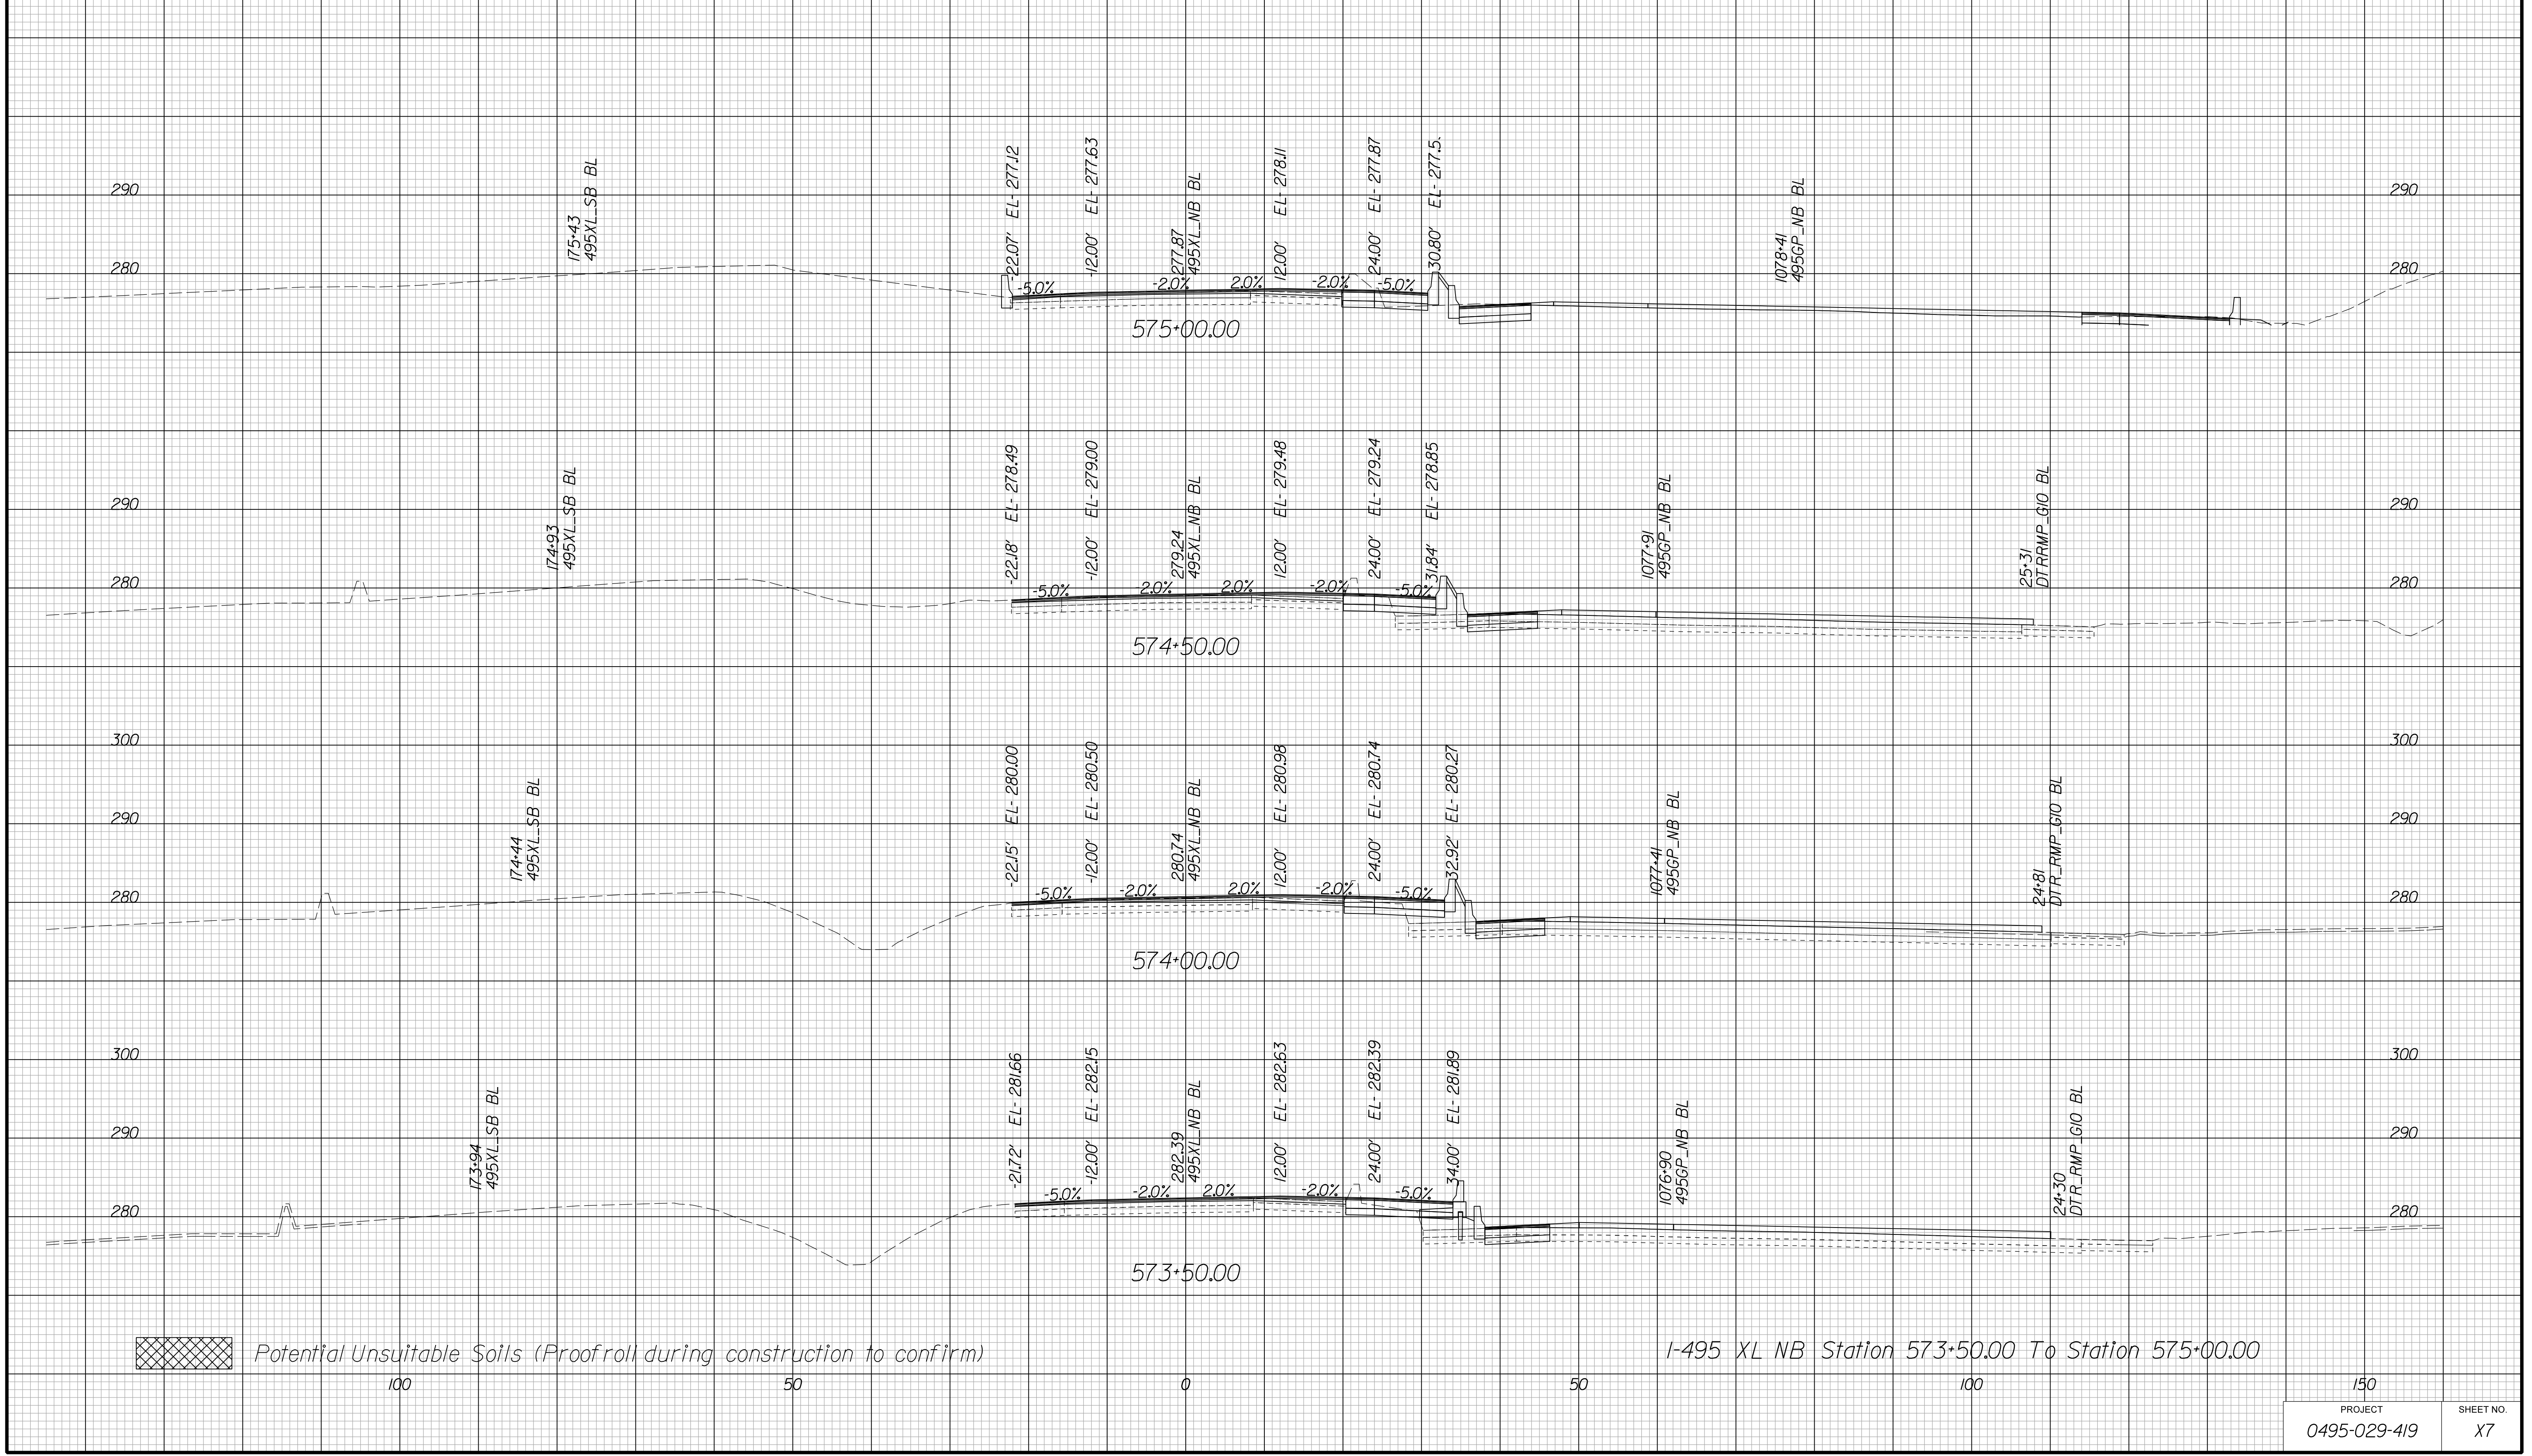 290
280
175+43
495XL_SB BL
-22.07' EL- 277.12
-12.00' EL- 277.63
277.87
495XL_NB BL
12.00' EL- 278.11
24.00' EL- 277.87
30.80' EL- 277.5
1078+41
495GP_NB BL
290
280
-5.0% -2.0% 2.0% -2.0% -5.0%
575+00.00
290
280
174+93
495XL_SB BL
-22.18' EL- 278.49
-12.00' EL- 279.00
279.24
495XL_NB BL
12.00' EL- 279.48
24.00' EL- 279.24
31.84' EL- 278.85
1077+91
495GP_NB BL
25+31
DTRRMP_G10 BL
290
280
-5.0% 2.0% 2.0% -2.0% -5.0%
574+50.00
300
290
280
174+44
495XL_SB BL
-22.15' EL- 280.00
-12.00' EL- 280.50
280.74
495XL_NB BL
12.00' EL- 280.98
24.00' EL- 280.74
32.92' EL- 280.27
1077+41
495GP_NB BL
24+81
DTR_RMP_G10 BL
300
290
280
-5.0% -2.0% 2.0% -2.0% -5.0%
574+00.00
300
290
280
173+94
495XL_SB BL
-21.72' EL- 281.66
-12.00' EL- 282.15
282.39
495XL_NB BL
12.00' EL- 282.63
24.00' EL- 282.39
34.00' EL- 281.89
1076+90
495GP_NB BL
24+30
DTR_RMP_G10 BL
300
290
280
-5.0% -2.0% 2.0% -2.0% -5.0%
573+50.00
Potential Unsuitable Soils (Proofroll during construction to confirm)
I-495 XL NB Station 573+50.00 To Station 575+00.00
100 50 0 50 100 150
PROJECT
0495-029-419
SHEET NO.
X7